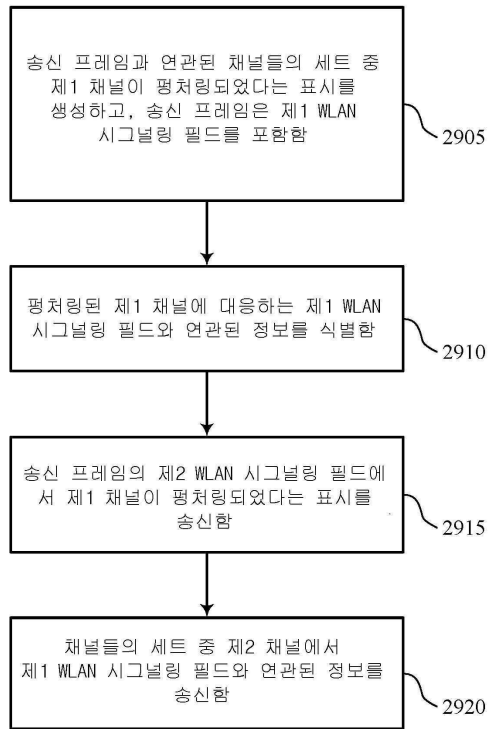 송신 프레임과 연관된 채널들의 세트 중
제1 채널이 펑처링되었다는 표시를
생성하고, 송신 프레임은 제1 WLAN
시그널링 필드를 포함함
2905
펑처링된 제1 채널에 대응하는 제1 WLAN
시그널링 필드와 연관된 정보를 식별함
2910
송신 프레임의 제2 WLAN 시그널링 필드에
서 제1 채널이 펑처링되었다는 표시를
송신함
2915
채널들의 세트 중 제2 채널에서
제1 WLAN 시그널링 필드와 연관된 정보를
송신함
2920